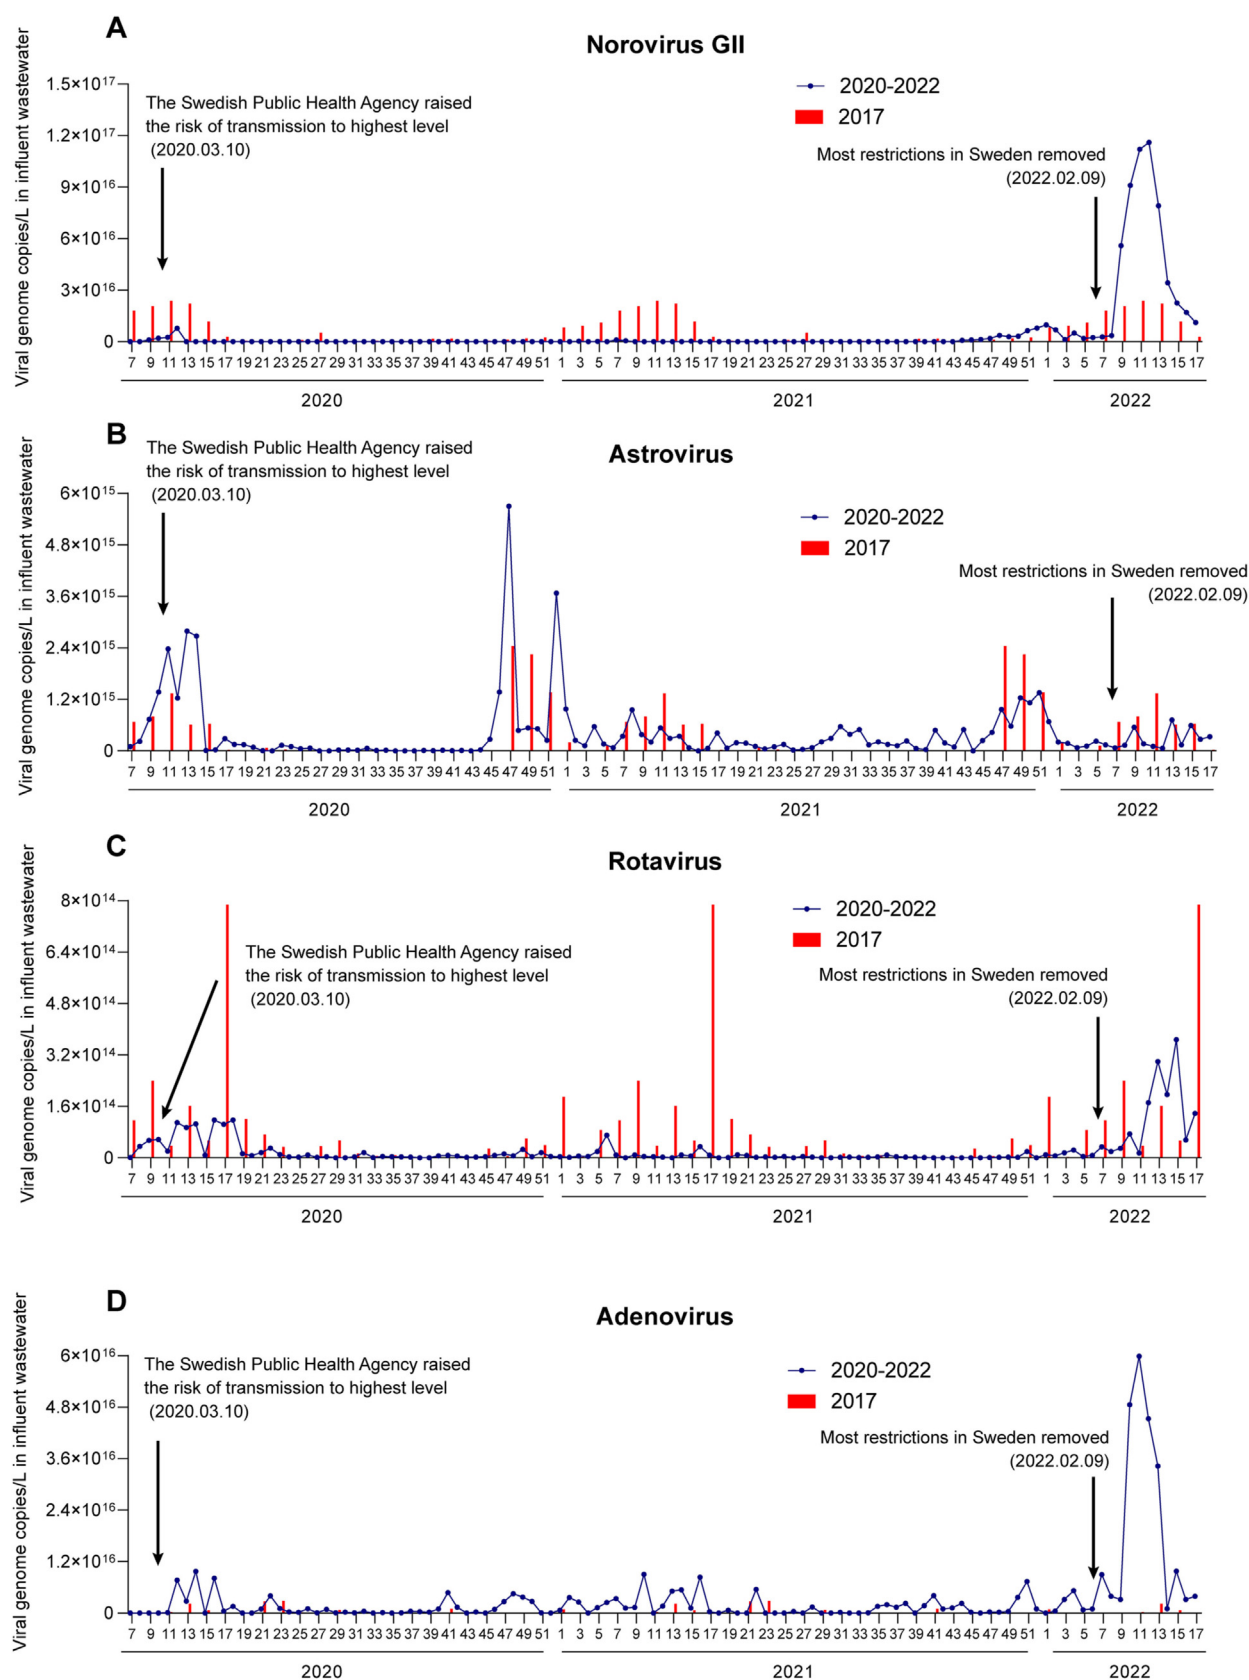 A
Norovirus GII
Viral genome copies/L in influent wastewater
1.5×10¹⁷
1.2×10¹⁷
9×10¹⁶
6×10¹⁶
3×10¹⁶
0
The Swedish Public Health Agency raised
the risk of transmission to highest level
(2020.03.10)
2020-2022
2017
Most restrictions in Sweden removed
(2022.02.09)
7 9 11 13 15 17 19 21 23 25 27 29 31 33 35 37 39 41 43 45 47 49 51 1 3 5 7 9 11 13 15 17 19 21 23 25 27 29 31 33 35 37 39 41 43 45 47 49 51 1 3 5 7 9 11 13 15 17
2020 2021 2022
B
Astrovirus
Viral genome copies/L in influent wastewater
6×10¹⁵
4.8×10¹⁵
3.6×10¹⁵
2.4×10¹⁵
1.2×10¹⁵
0
The Swedish Public Health Agency raised
the risk of transmission to highest level
(2020.03.10)
2020-2022
2017
Most restrictions in Sweden removed
(2022.02.09)
7 9 11 13 15 17 19 21 23 25 27 29 31 33 35 37 39 41 43 45 47 49 51 1 3 5 7 9 11 13 15 17 19 21 23 25 27 29 31 33 35 37 39 41 43 45 47 49 51 1 3 5 7 9 11 13 15 17
2020 2021 2022
C
Rotavirus
Viral genome copies/L in influent wastewater
8×10¹⁴
6.4×10¹⁴
4.8×10¹⁴
3.2×10¹⁴
1.6×10¹⁴
0
The Swedish Public Health Agency raised
the risk of transmission to highest level
(2020.03.10)
2020-2022
2017
Most restrictions in Sweden removed
(2022.02.09)
7 9 11 13 15 17 19 21 23 25 27 29 31 33 35 37 39 41 43 45 47 49 51 1 3 5 7 9 11 13 15 17 19 21 23 25 27 29 31 33 35 37 39 41 43 45 47 49 51 1 3 5 7 9 11 13 15 17
2020 2021 2022
D
Adenovirus
Viral genome copies/L in influent wastewater
6×10¹⁶
4.8×10¹⁶
3.6×10¹⁶
2.4×10¹⁶
1.2×10¹⁶
0
The Swedish Public Health Agency raised
the risk of transmission to highest level
(2020.03.10)
2020-2022
2017
Most restrictions in Sweden removed
(2022.02.09)
7 9 11 13 15 17 19 21 23 25 27 29 31 33 35 37 39 41 43 45 47 49 51 1 3 5 7 9 11 13 15 17 19 21 23 25 27 29 31 33 35 37 39 41 43 45 47 49 51 1 3 5 7 9 11 13 15 17
2020 2021 2022